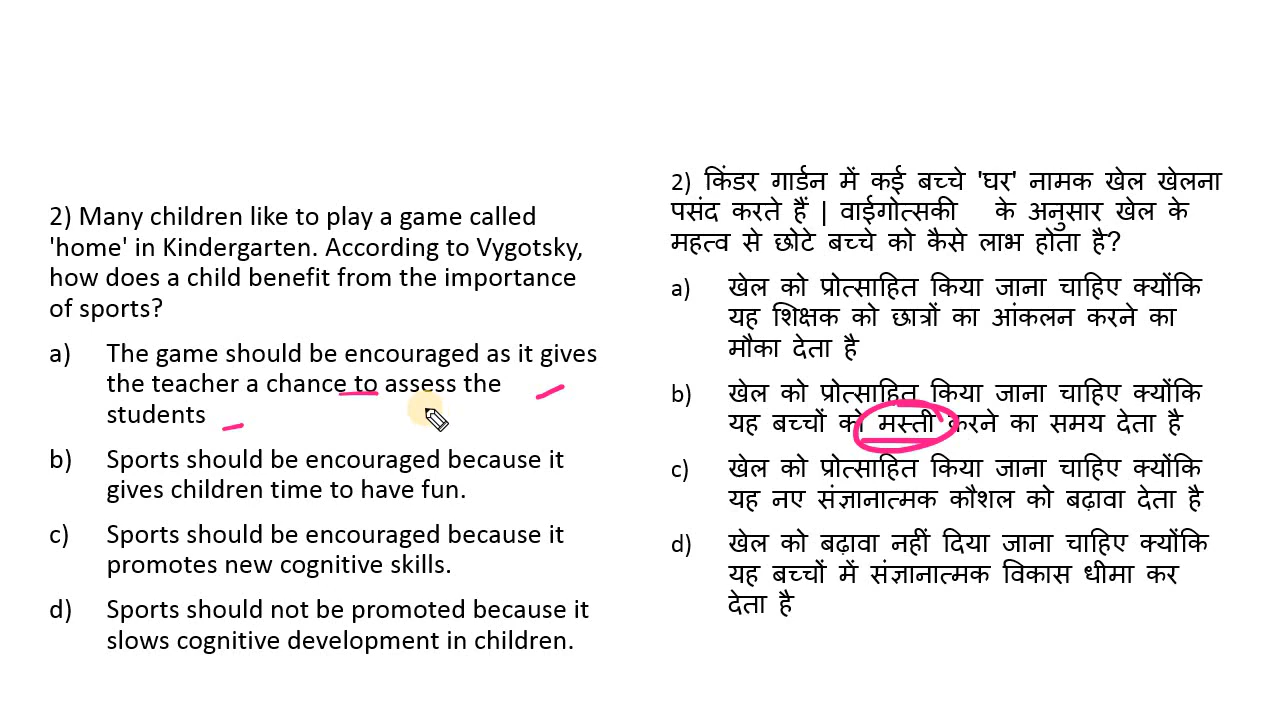 2) Many children like to play a game called
'home' in Kindergarten. According to Vygotsky,
how does a child benefit from the importance
of sports?
a) The game should be encouraged as it gives
the teacher a chance to assess the
students
b) Sports should be encouraged because it
gives children time to have fun.
c) Sports should be encouraged because it
promotes new cognitive skills.
d) Sports should not be promoted because it
slows cognitive development in children.
2) किंडर गार्डन में कई बच्चे 'घर' नामक खेल खेलना
पसंद करते हैं | वाईगोत्सकी के अनुसार खेल के
महत्व से छोटे बच्चे को कैसे लाभ होता है?
a) खेल को प्रोत्साहित किया जाना चाहिए क्योंकि
यह शिक्षक को छात्रों का आंकलन करने का
मौका देता है
b) खेल को प्रोत्साहित किया जाना चाहिए क्योंकि
यह बच्चों को मस्ती करने का समय देता है
c) खेल को प्रोत्साहित किया जाना चाहिए क्योंकि
यह नए संज्ञानात्मक कौशल को बढ़ावा देता है
d) खेल को बढ़ावा नहीं दिया जाना चाहिए क्योंकि
यह बच्चों में संज्ञानात्मक विकास धीमा कर
देता है